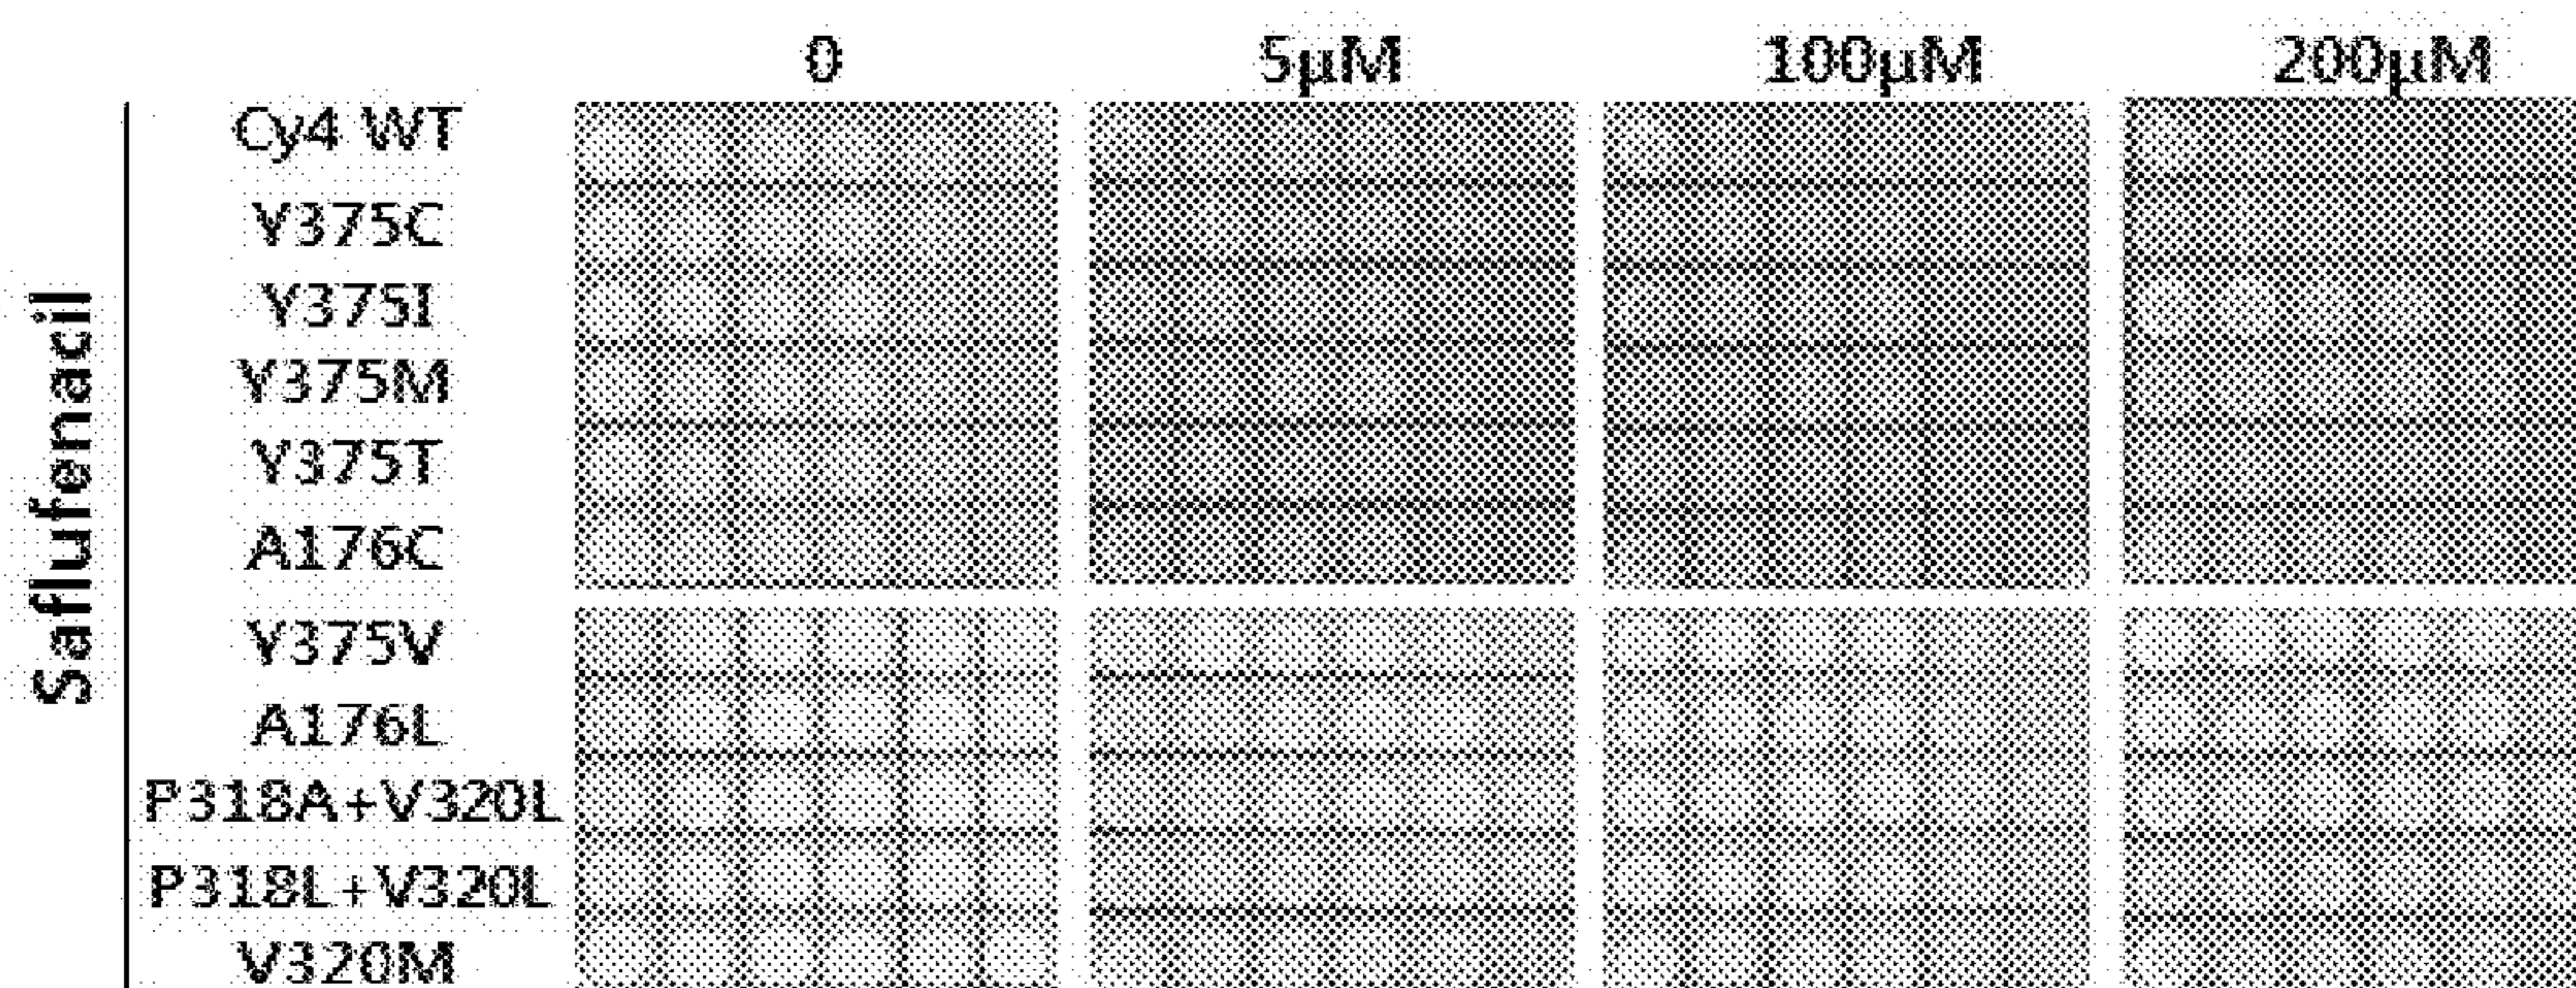 0 5μM 100μM 200μM
Saflufenacil
Cy4 WT
Y375C
Y375I
Y375M
Y375T
A176C
Y375V
A176L
P318A+V320L
P318L+V320L
V320M